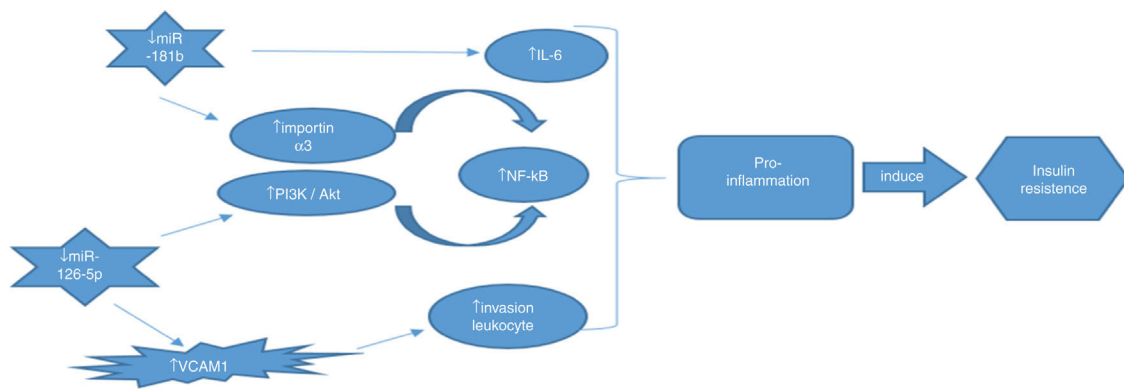 ↓miR
-181b
↑IL-6
↑importin
α3
↑PI3K / Akt
↑NF-kB
Pro-
inflammation
induce
Insulin
resistence
↓miR-
126-5p
↑invasion
leukocyte
↑VCAM1